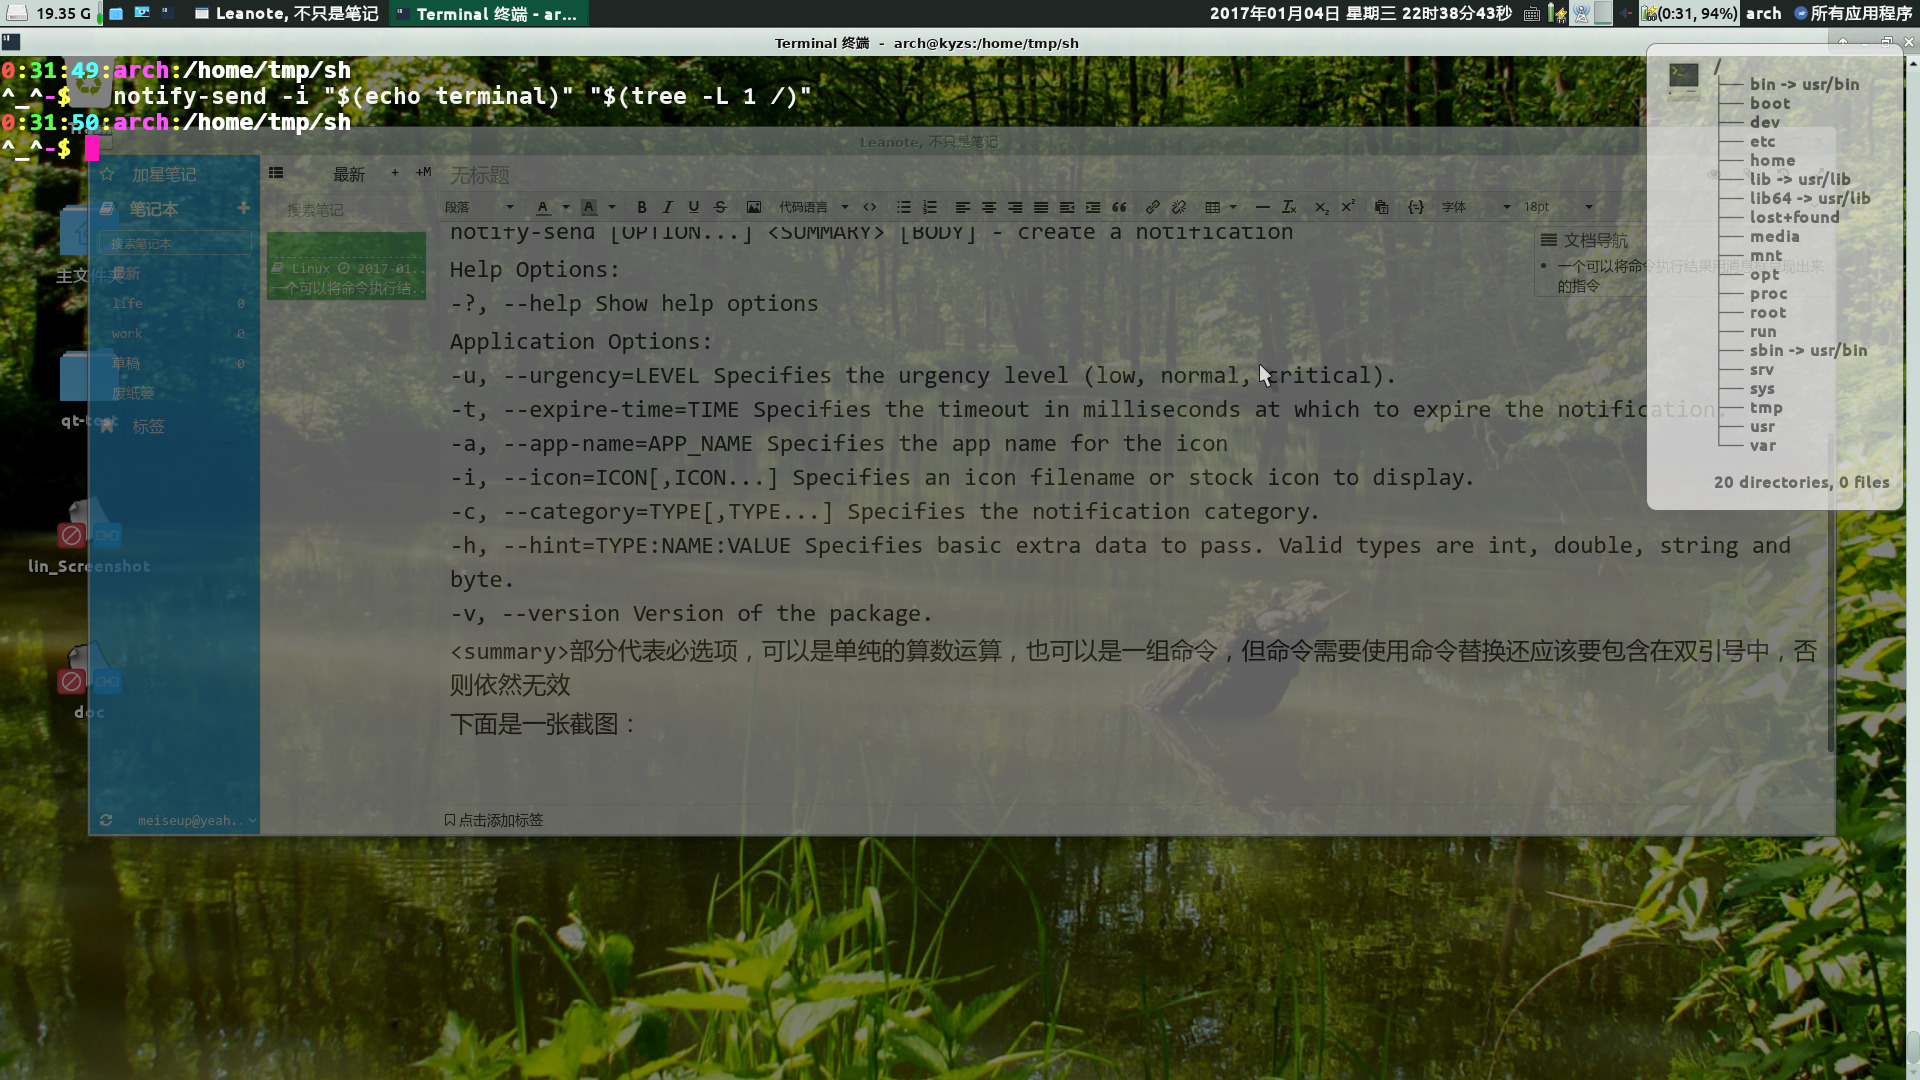 19.35 G
Leanote, 不只是笔记
Terminal 终端 - ar...
2017年01月04日 星期三 22时38分43秒
(0:31, 94%)
arch
所有应用程序
Terminal 终端 - arch@kyzs:/home/tmp/sh
0:31:49:arch:/home/tmp/sh
^_^-$ notify-send -i "$(echo terminal)" "$(tree -L 1 /)"
0:31:50:arch:/home/tmp/sh
^_^-$
Leanote, 不只是笔记
加星笔记
笔记本
搜索笔记本
最新
life 0
work 0
草稿 0
废纸篓
标签
meiseup@yeah..
主文件夹
lin_Screenshot
doc
最新 + +M
搜索笔记
Linux 2017-01..
一个可以将命令执行结..
无标题
段落 A A B I U S 代码语言 字体 18pt
notify-send [OPTION...] <SUMMARY> [BODY] - create a notification
Help Options:
-?, --help Show help options
Application Options:
-u, --urgency=LEVEL Specifies the urgency level (low, normal, critical).
-t, --expire-time=TIME Specifies the timeout in milliseconds at which to expire the notification.
-a, --app-name=APP_NAME Specifies the app name for the icon
-i, --icon=ICON[,ICON...] Specifies an icon filename or stock icon to display.
-c, --category=TYPE[,TYPE...] Specifies the notification category.
-h, --hint=TYPE:NAME:VALUE Specifies basic extra data to pass. Valid types are int, double, string and
byte.
-v, --version Version of the package.
<summary>部分代表必选项，可以是单纯的算数运算，也可以是一组命令，但命令需要使用命令替换还应该要包含在双引号中，否
则依然无效
下面是一张截图：
点击添加标签
文档导航
一个可以将命令执行结果用消息框呈现出来
的指令
/
bin -> usr/bin
boot
dev
etc
home
lib -> usr/lib
lib64 -> usr/lib
lost+found
media
mnt
opt
proc
root
run
sbin -> usr/bin
srv
sys
tmp
usr
var
20 directories, 0 files